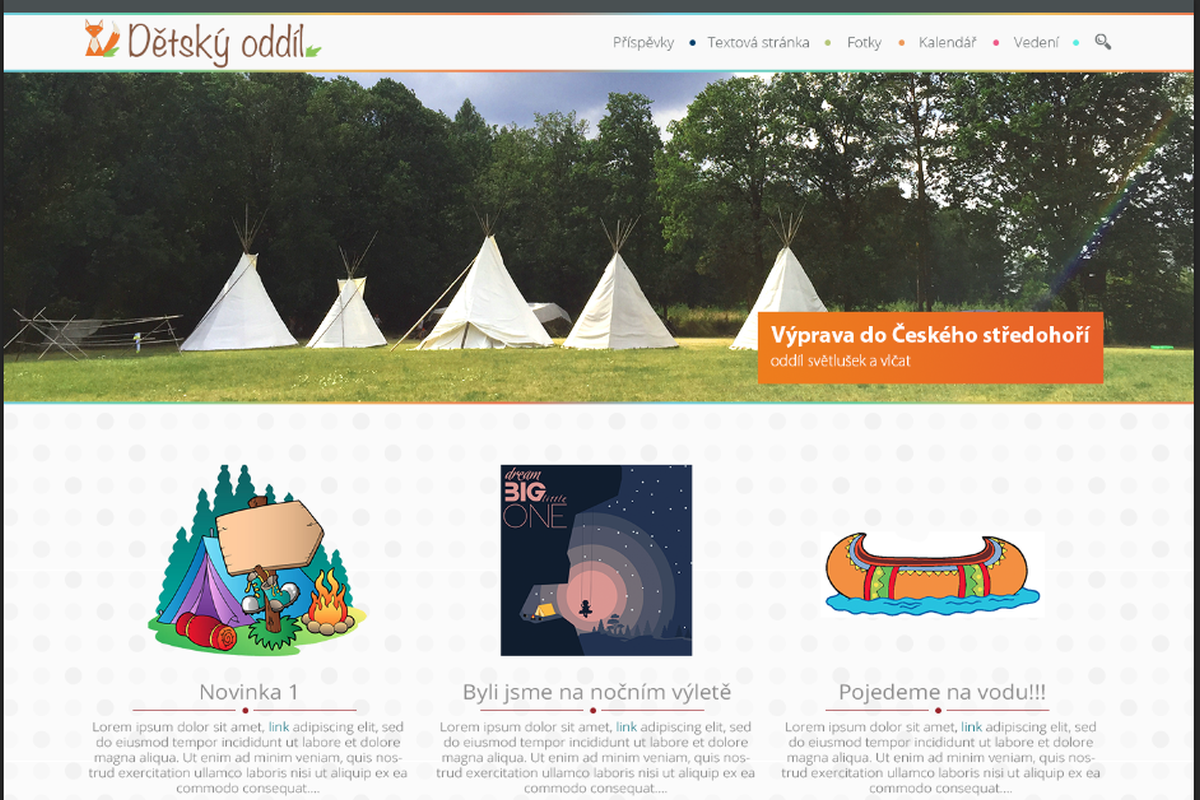 Dětský oddíl
Příspěvky Textová stránka Fotky Kalendář Vedení
Výprava do Českého středohoří
oddíl světlušek a vlčat
dream
BIG little
ONE
Novinka 1
Lorem ipsum dolor sit amet, link adipiscing elit, sed
do eiusmod tempor incididunt ut labore et dolore
magna aliqua. Ut enim ad minim veniam, quis nos-
trud exercitation ullamco laboris nisi ut aliquip ex ea
commodo consequat....
Byli jsme na nočním výletě
Lorem ipsum dolor sit amet, link adipiscing elit, sed
do eiusmod tempor incididunt ut labore et dolore
magna aliqua. Ut enim ad minim veniam, quis nos-
trud exercitation ullamco laboris nisi ut aliquip ex ea
commodo consequat....
Pojedeme na vodu!!!
Lorem ipsum dolor sit amet, link adipiscing elit, sed
do eiusmod tempor incididunt ut labore et dolore
magna aliqua. Ut enim ad minim veniam, quis nos-
trud exercitation ullamco laboris nisi ut aliquip ex ea
commodo consequat....